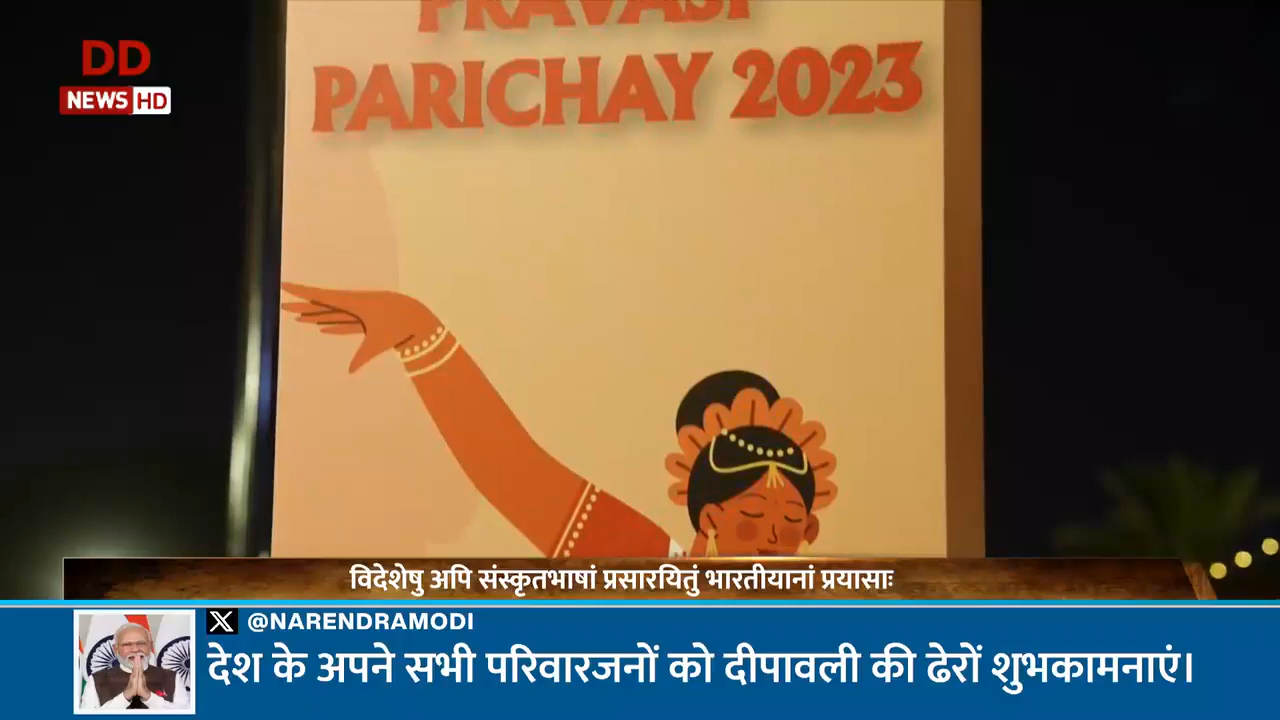 PRAVASI
PARICHAY 2023
DD
NEWS HD
विदेशेषु अपि संस्कृतभाषां प्रसारयितुं भारतीयानां प्रयासाः
X @NARENDRAMODI
देश के अपने सभी परिवारजनों को दीपावली की ढेरों शुभकामनाएं।